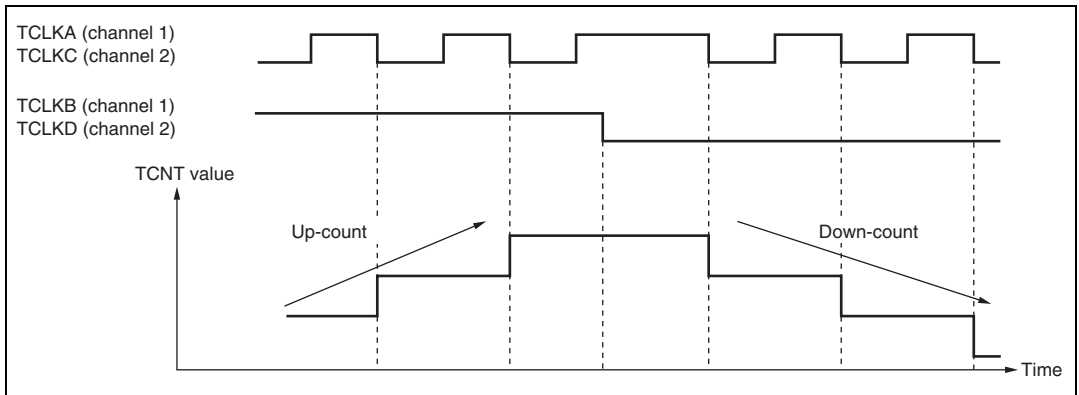 TCLKA (channel 1)
TCLKC (channel 2)
TCLKB (channel 1)
TCLKD (channel 2)
TCNT value
Up-count
Down-count
Time